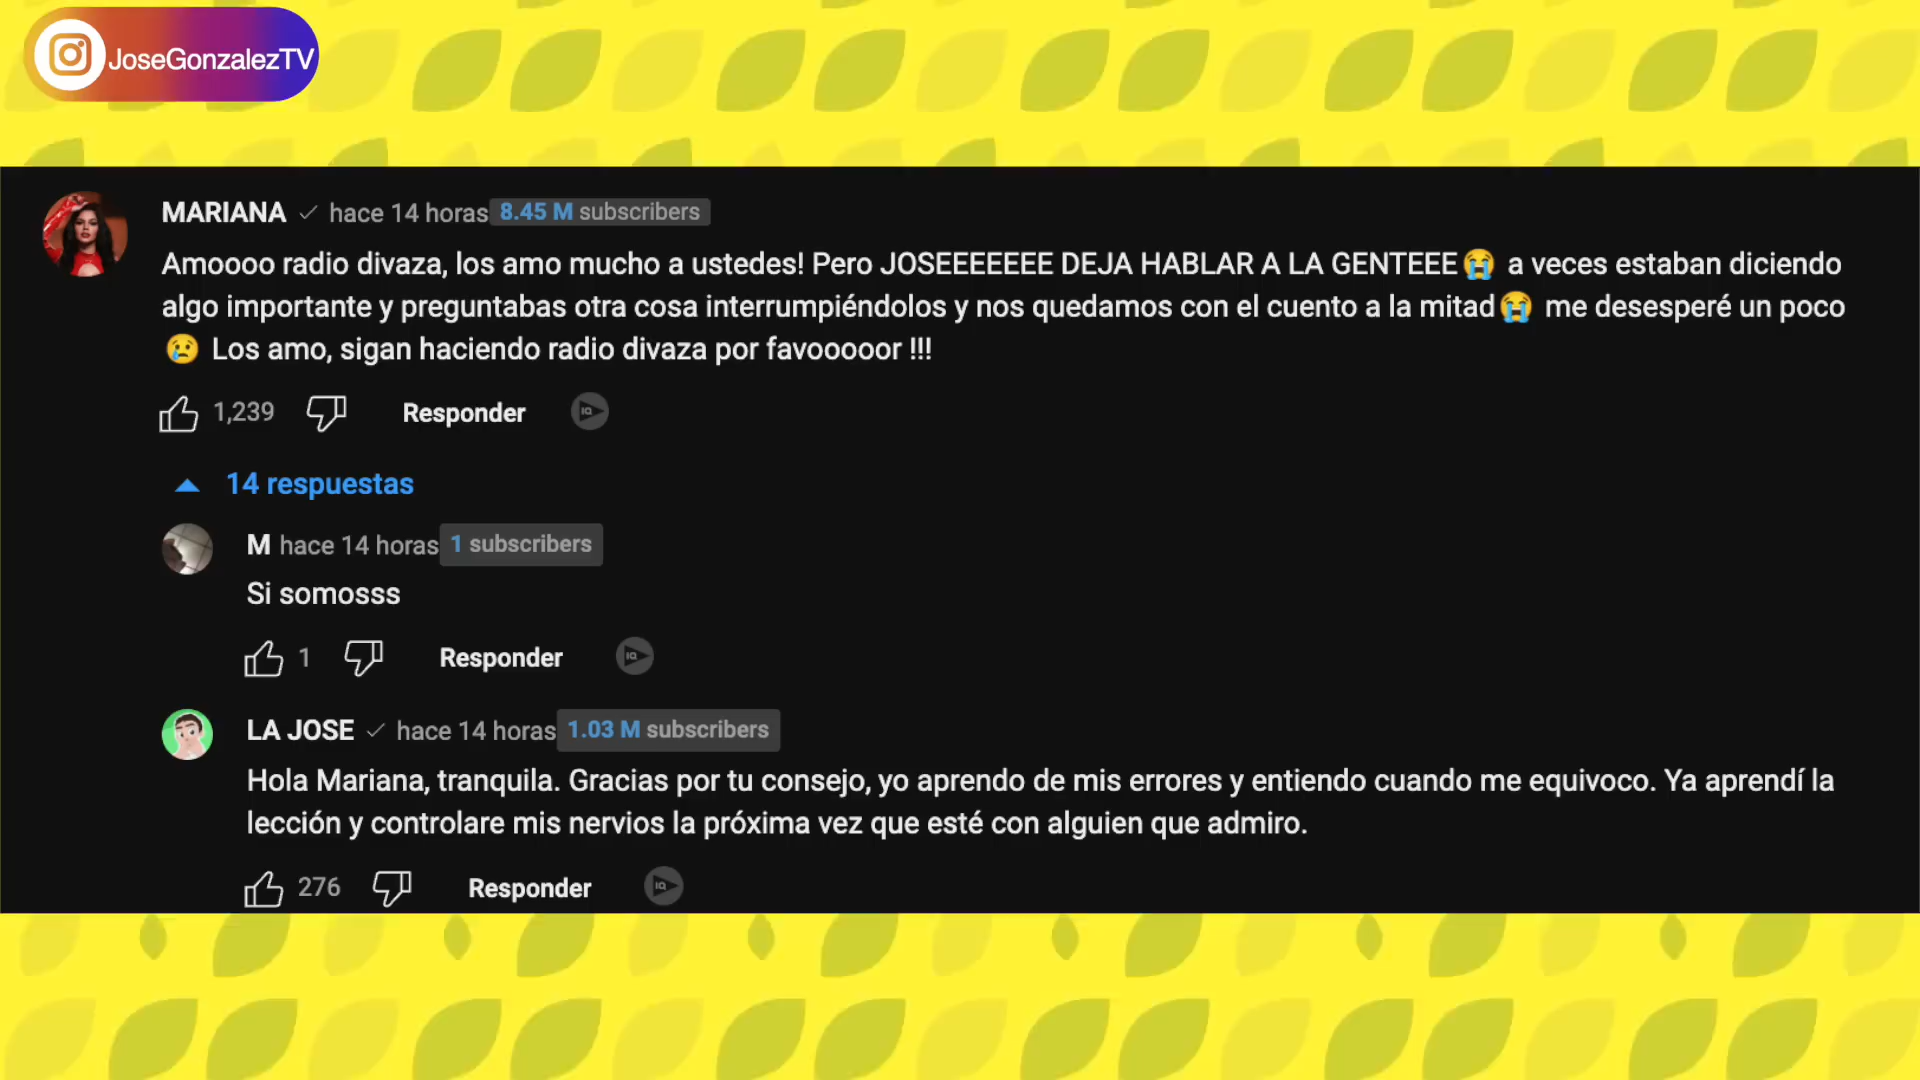 JoseGonzalezTV
MARIANA hace 14 horas 8.45 M subscribers
Amoooo radio divaza, los amo mucho a ustedes! Pero JOSEEEEEEE DEJA HABLAR A LA GENTEEE😭 a veces estaban diciendo
algo importante y preguntabas otra cosa interrumpiéndolos y nos quedamos con el cuento a la mitad😭 me desesperé un poco
😢 Los amo, sigan haciendo radio divaza por favooooor !!!
1,239 Responder IQ
14 respuestas
M hace 14 horas 1 subscribers
Si somosss
1 Responder IQ
LA JOSE hace 14 horas 1.03 M subscribers
Hola Mariana, tranquila. Gracias por tu consejo, yo aprendo de mis errores y entiendo cuando me equivoco. Ya aprendí la
lección y controlare mis nervios la próxima vez que esté con alguien que admiro.
276 Responder IQ